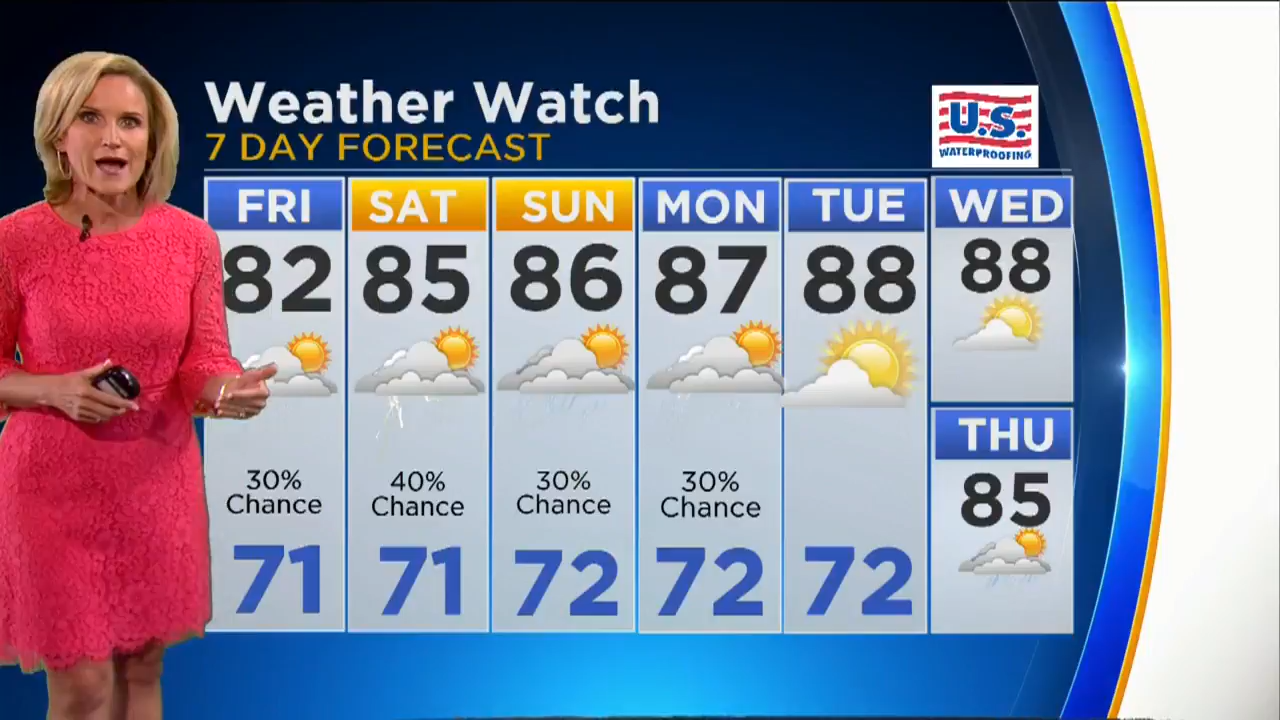 Weather Watch
7 DAY FORECAST
U.S.
WATERPROOFING
FRI
82
30%
Chance
71
SAT
85
40%
Chance
71
SUN
86
30%
Chance
72
MON
87
30%
Chance
72
TUE
88
72
WED
88
THU
85